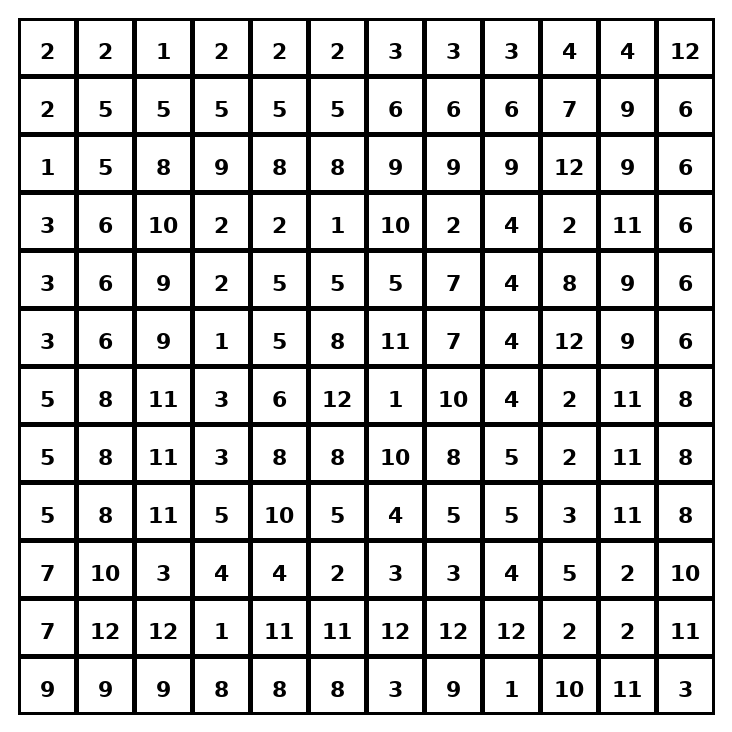 2 2 1 2 2 2 3 3 3 4 4 12
2 5 5 5 5 5 6 6 6 7 9 6
1 5 8 9 8 8 9 9 9 12 9 6
3 6 10 2 2 1 10 2 4 2 11 6
3 6 9 2 5 5 5 7 4 8 9 6
3 6 9 1 5 8 11 7 4 12 9 6
5 8 11 3 6 12 1 10 4 2 11 8
5 8 11 3 8 8 10 8 5 2 11 8
5 8 11 5 10 5 4 5 5 3 11 8
7 10 3 4 4 2 3 3 4 5 2 10
7 12 12 1 11 11 12 12 12 2 2 11
9 9 9 8 8 8 3 9 1 10 11 3